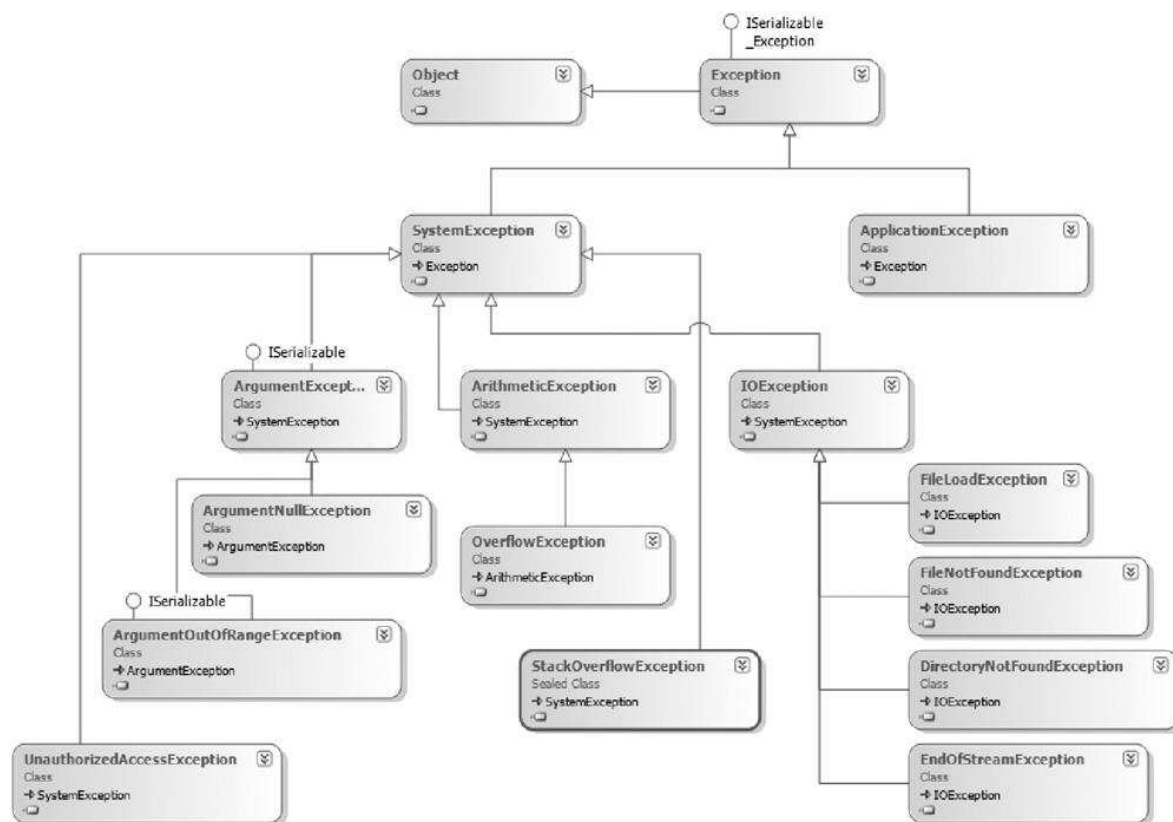 ISerializable
_Exception
Object
Class
Exception
Class
SystemException
Class
Exception
ApplicationException
Class
Exception
ISerializable
ArgumentExcept...
Class
SystemException
ArithmeticException
Class
SystemException
IOException
Class
SystemException
ArgumentNullException
Class
ArgumentException
OverflowException
Class
ArithmeticException
FileLoadException
Class
IOException
FileNotFoundException
Class
IOException
ISerializable
ArgumentOutOfRangeException
Class
ArgumentException
StackOverflowException
Sealed Class
SystemException
DirectoryNotFoundException
Class
IOException
UnauthorizedAccessException
Class
SystemException
EndOfStreamException
Class
IOException